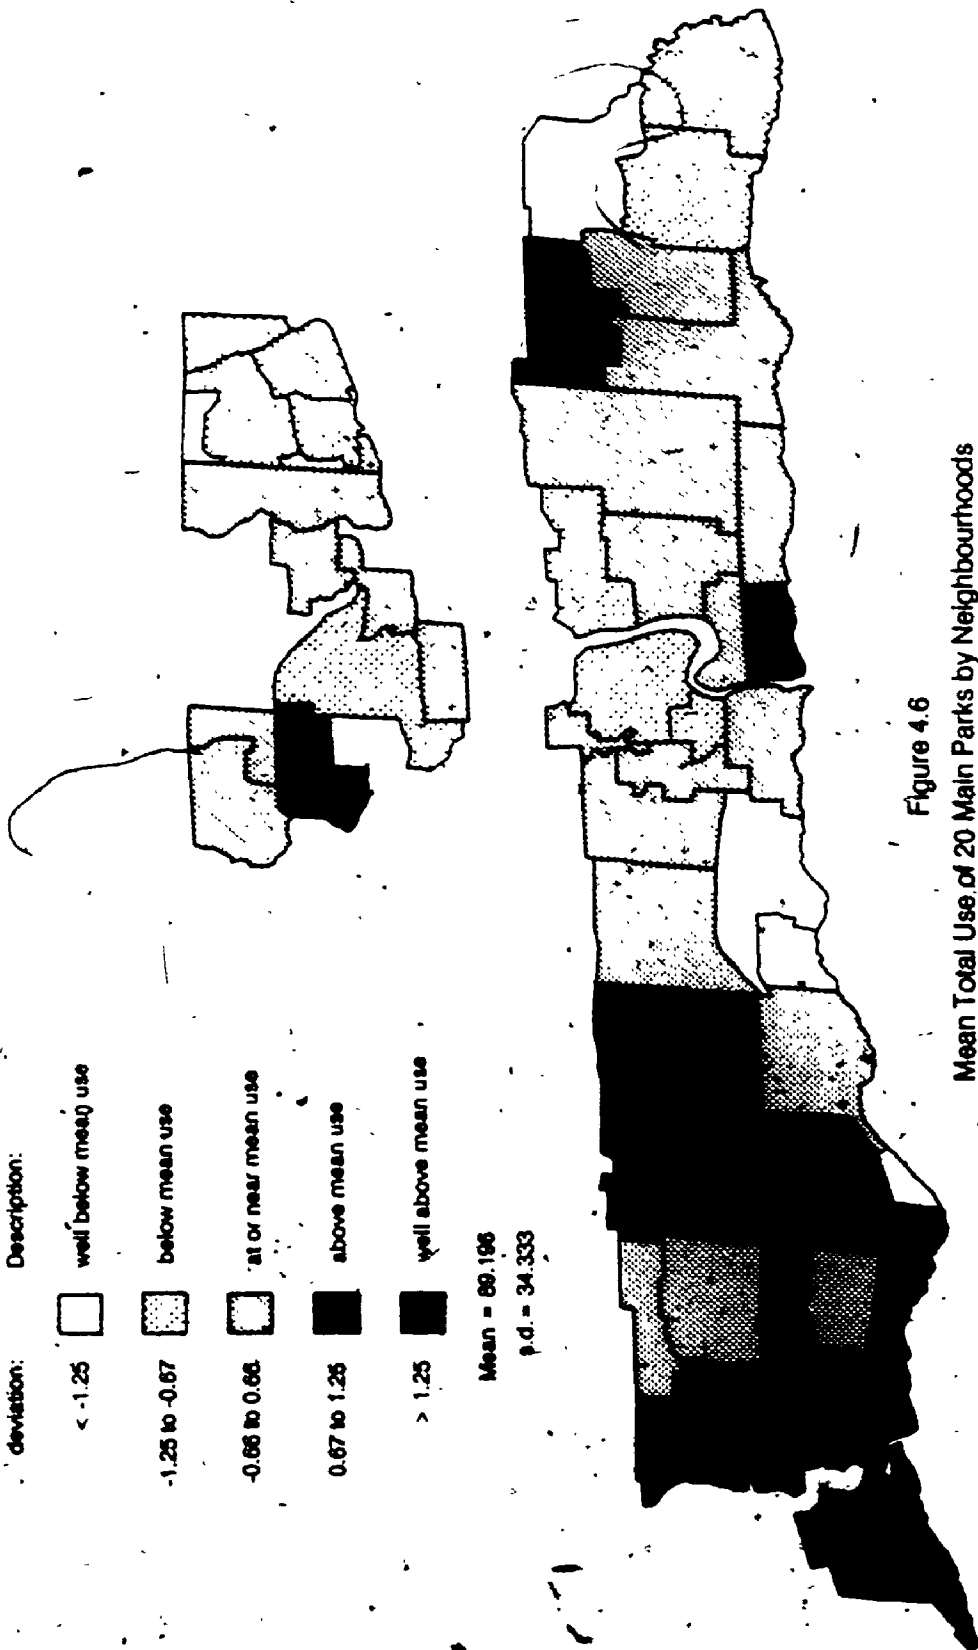 deviation: Description:
< -1.25 well below mean use
-1.25 to -0.67 below mean use
-0.66 to 0.66 at or near mean use
0.67 to 1.25 above mean use
> 1.25 well above mean use
Mean = 89.196
s.d. = 34.333
Figure 4.6
Mean Total Use of 20 Main Parks by Neighbourhoods